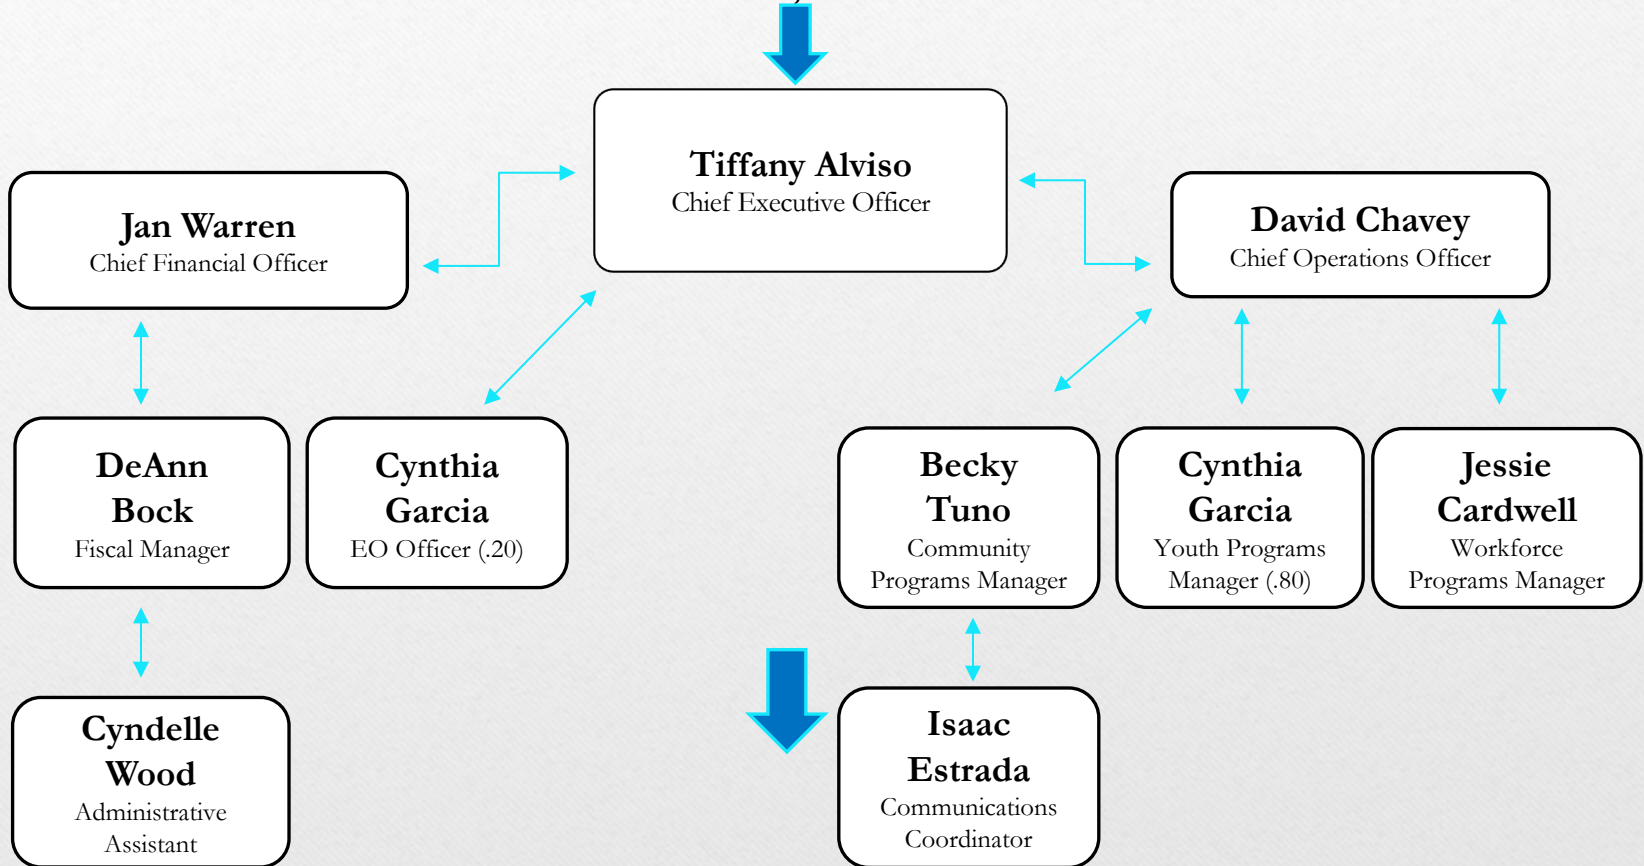 Tiffany Alviso
Chief Executive Officer
Jan Warren
Chief Financial Officer
David Chavey
Chief Operations Officer
DeAnn
Bock
Fiscal Manager
Cynthia
Garcia
EO Officer (.20)
Becky
Tuno
Community
Programs Manager
Cynthia
Garcia
Youth Programs
Manager (.80)
Jessie
Cardwell
Workforce
Programs Manager
Cyndelle
Wood
Administrative
Assistant
Isaac
Estrada
Communications
Coordinator